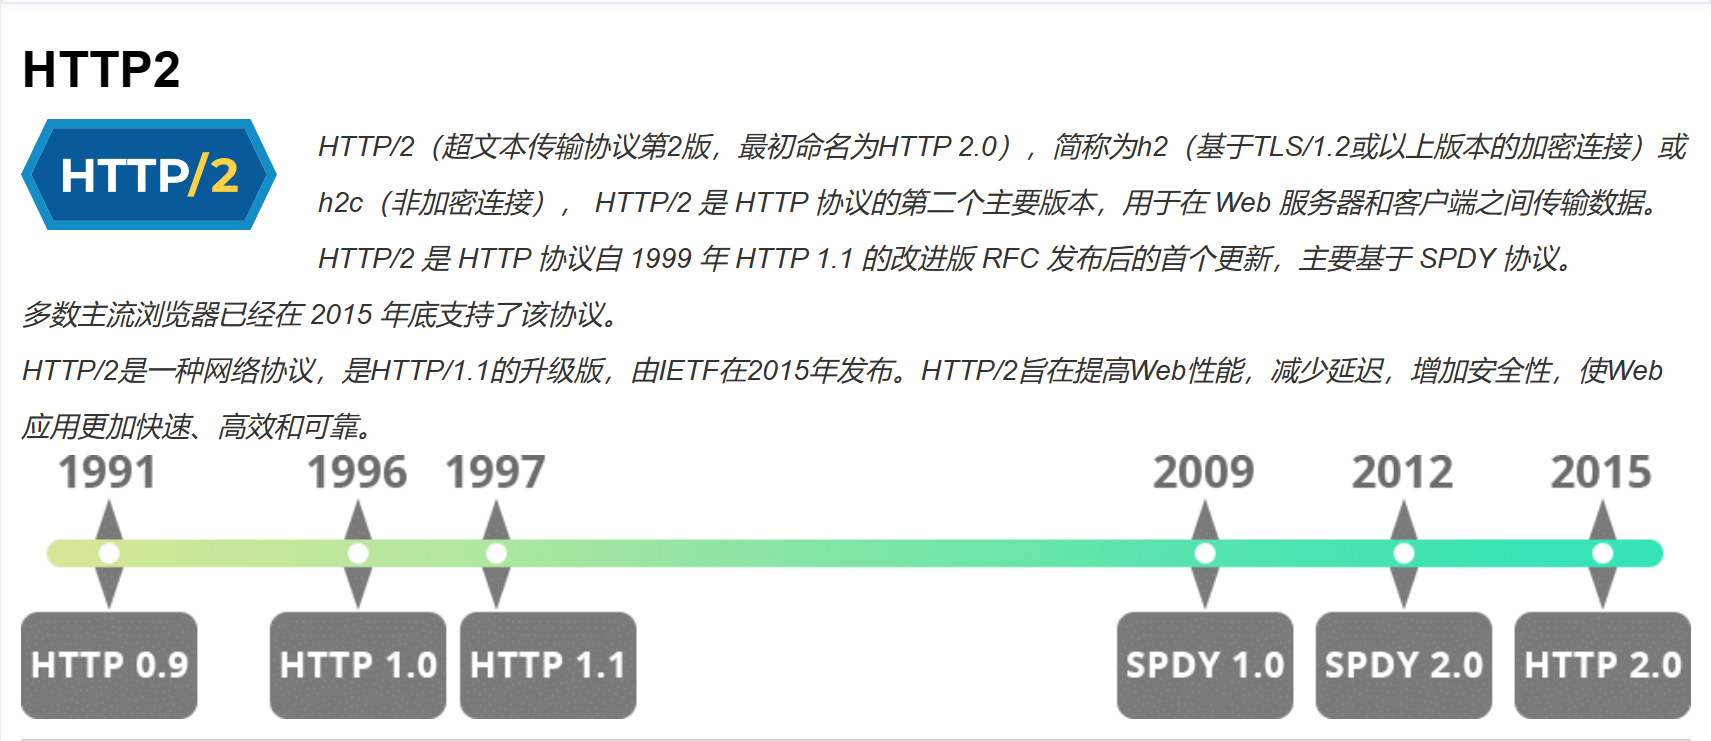 HTTP2
HTTP/2
HTTP/2（超文本传输协议第2版，最初命名为HTTP 2.0），简称为h2（基于TLS/1.2或以上版本的加密连接）或
h2c（非加密连接）， HTTP/2 是 HTTP 协议的第二个主要版本，用于在 Web 服务器和客户端之间传输数据。
HTTP/2 是 HTTP 协议自 1999 年 HTTP 1.1 的改进版 RFC 发布后的首个更新，主要基于 SPDY 协议。
多数主流浏览器已经在 2015 年底支持了该协议。
HTTP/2是一种网络协议，是HTTP/1.1的升级版，由IETF在2015年发布。HTTP/2旨在提高Web性能，减少延迟，增加安全性，使Web
应用更加快速、高效和可靠。
1991 1996 1997 2009 2012 2015
HTTP 0.9 HTTP 1.0 HTTP 1.1 SPDY 1.0 SPDY 2.0 HTTP 2.0